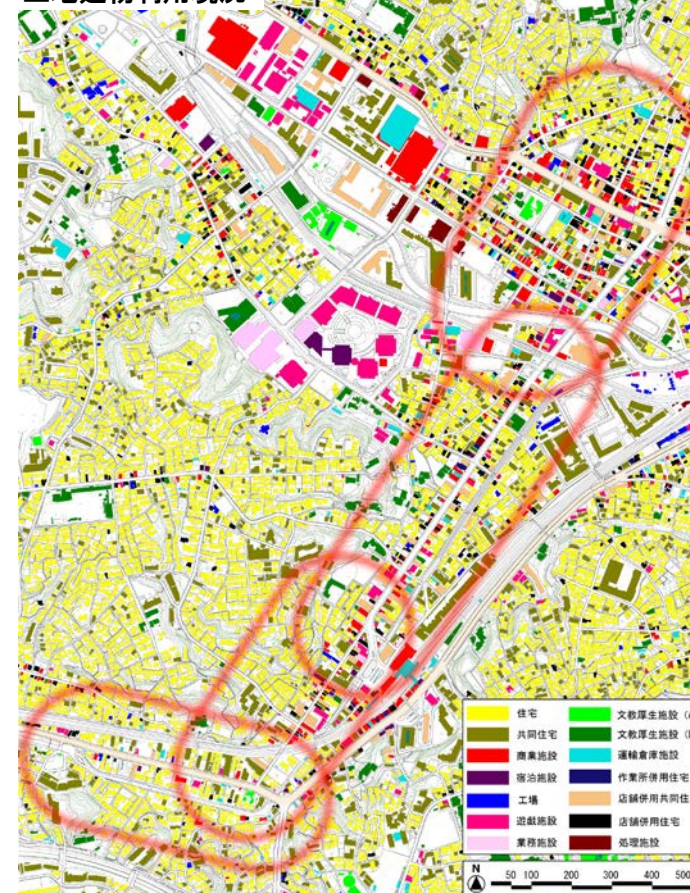 住宅
共同住宅
商業施設
宿泊施設
工場
遊戯施設
業務施設
文教厚生施設 (
文教厚生施設 (
運輸倉庫施設
作業所併用住宅
店舗併用共同住
店舗併用住宅
処理施設
N
50 100 200 300 400 500